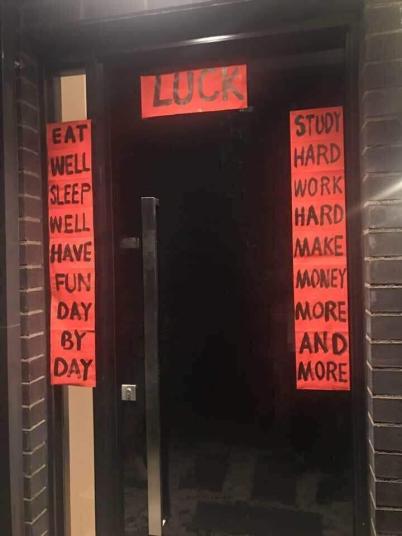 LUCK
EAT
WELL
SLEEP
WELL
HAVE
FUN
DAY
BY
DAY
STUDY
HARD
WORK
HARD
MAKE
MONEY
MORE
AND
MORE